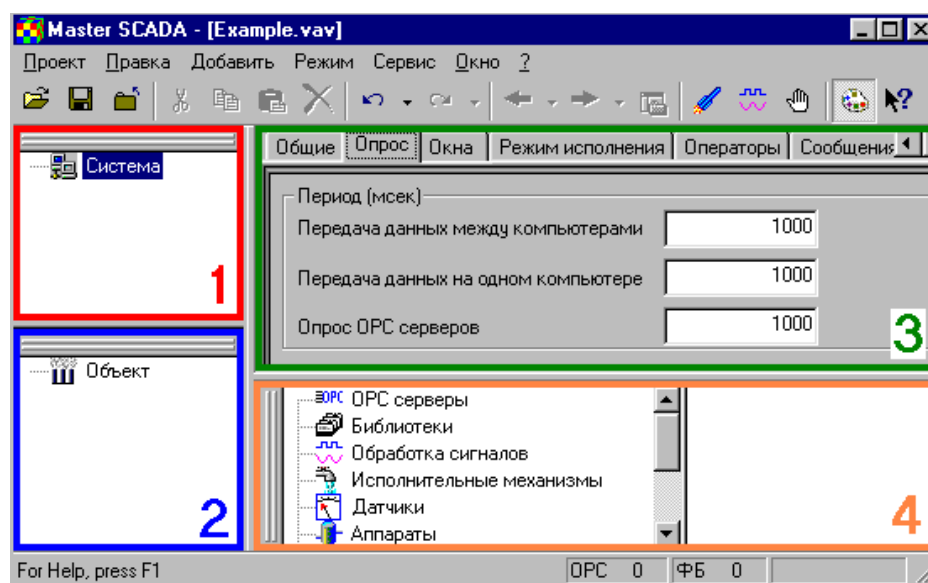 Master SCADA - [Example.vav]
Проект Правка Добавить Режим Сервис Окно ?
Система
1
Объект
2
Общие Опрос Окна Режим исполнения Операторы Сообщения
Период (мсек)
Передача данных между компьютерами 1000
Передача данных на одном компьютере 1000
Опрос OPC серверов 1000
3
OPC OPC серверы
Библиотеки
Обработка сигналов
Исполнительные механизмы
Датчики
Аппараты
4
For Help, press F1 OPC 0 ФБ 0